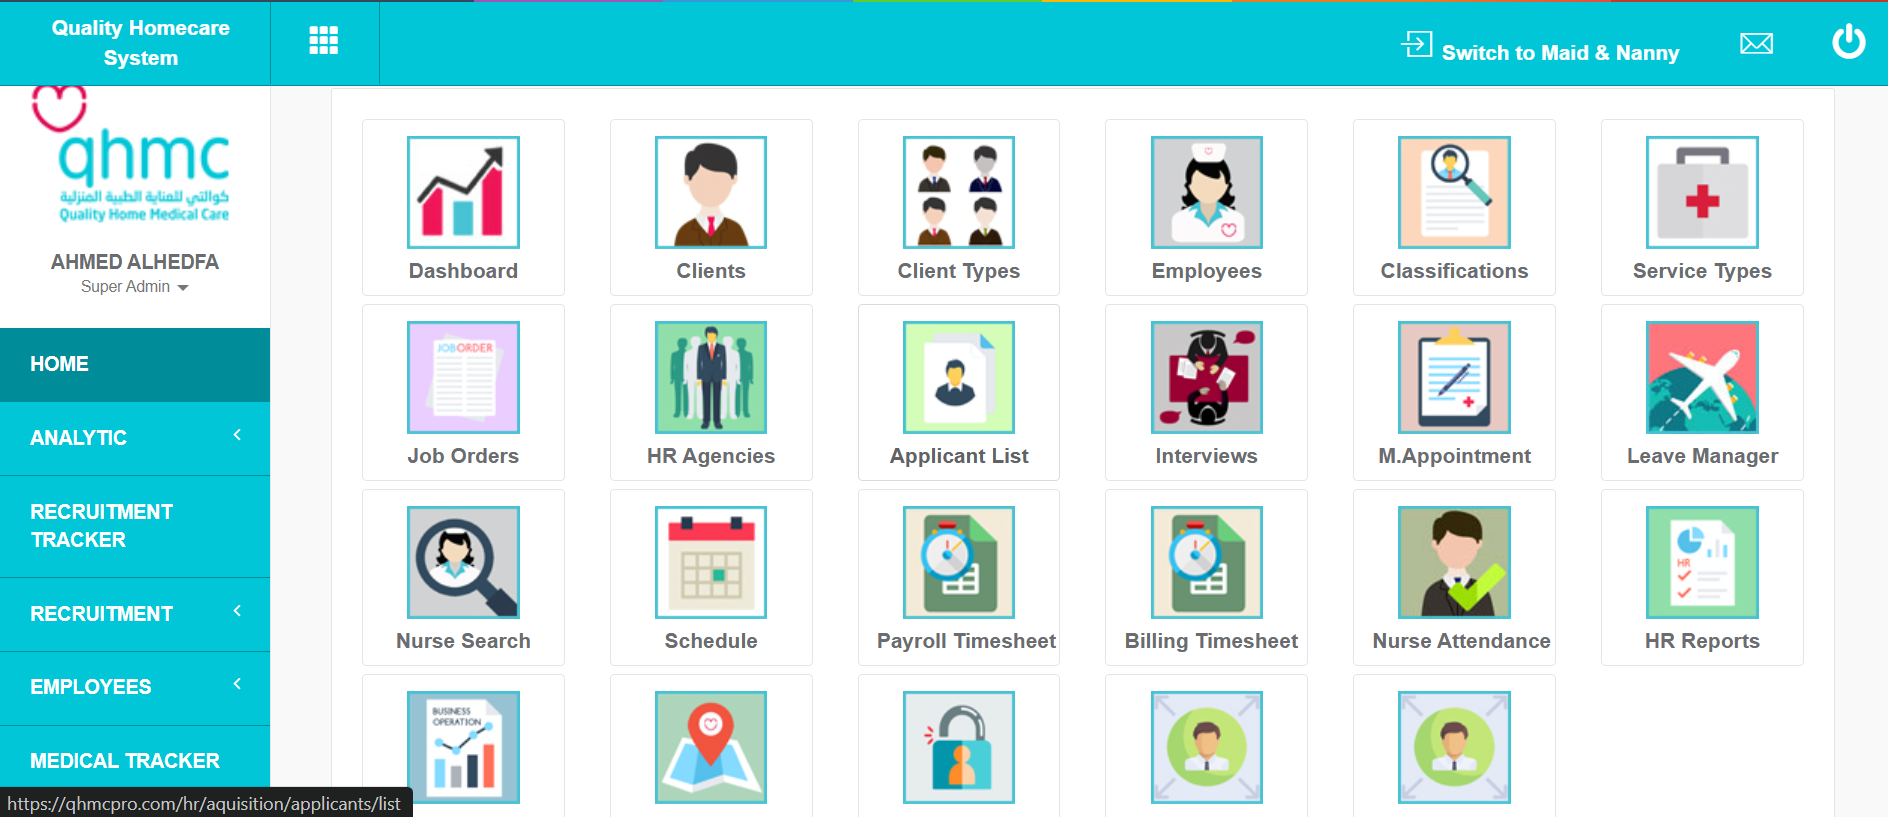 Quality Homecare
System
Switch to Maid & Nanny
qhmc
كوالتي للعناية الطبية المنزلية
Quality Home Medical Care
AHMED ALHEDFA
Super Admin
HOME
ANALYTIC
RECRUITMENT
TRACKER
RECRUITMENT
EMPLOYEES
MEDICAL TRACKER
Dashboard
Clients
Client Types
Employees
Classifications
Service Types
JOB ORDER
Job Orders
HR Agencies
Applicant List
Interviews
M.Appointment
Leave Manager
Nurse Search
Schedule
Payroll Timesheet
Billing Timesheet
Nurse Attendance
HR
HR Reports
BUSINESS
OPERATION
https://qhmcpro.com/hr/aquisition/applicants/list